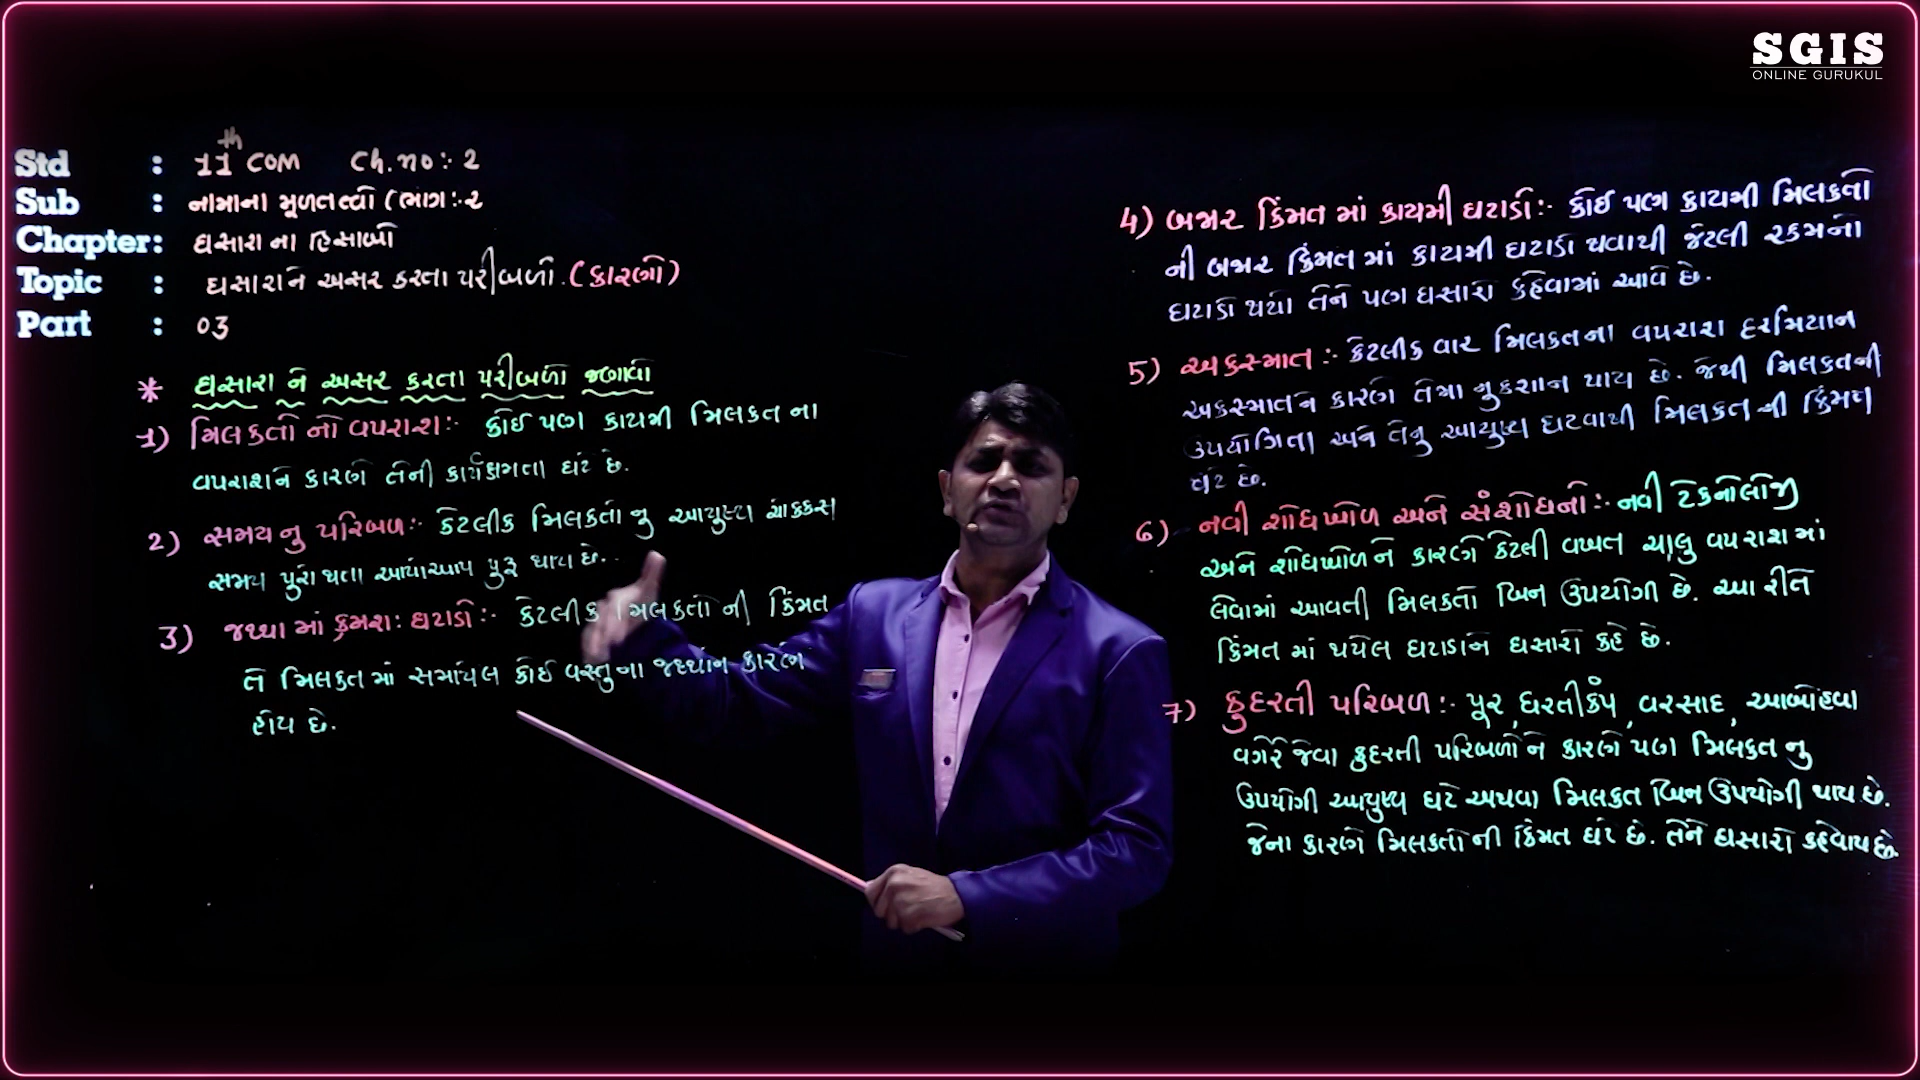 SGIS
ONLINE GURUKUL
Std : 11th COM Ch.no:- 2
Sub : નામાના મૂળતત્વો (ભાગ:-૨
Chapter: ઘસારા ના હિસાબો
Topic : ઘસારાને અસર કરતા પરીબળો. (કારણો)
Part : 03
* ઘસારા ને અસર કરતા પરીબળો જણાવો
1) મિલકતો નો વપરાશ:- કોઈ પણ કાયમી મિલકત ના
વપરાશને કારણે તેની કાર્યક્ષમતા ઘટે છે.
2) સમય નુ પરિબળ:- કેટલીક મિલકતો નુ આયુષ્ય ચોક્કસ
સમય પુરો થતા આપોઆપ પુરૂ થાય છે.
3) જથ્થા માં ક્રમશ: ઘટાડો:- કેટલીક મિલકતો ની કિંમત
તે મિલકત માં સમાયેલ કોઈ વસ્તુના જથ્થાને કારણે
હોય છે.
4) બજાર કિંમત માં કાયમી ઘટાડો:- કોઈ પણ કાયમી મિલકતો
ની બજાર કિંમત માં કાયમી ઘટાડો થવાથી જેટલી રકમનો
ઘટાડો થયો તેને પણ ઘસારો કહેવામાં આવે છે.
5) અકસ્માત :- કેટલીક વાર મિલકતના વપરાશ દરમિયાન
અકસ્માતને કારણે તેમા નુકશાન થાય છે. જેથી મિલકતની
ઉપયોગિતા અને તેનુ આયુષ્ય ઘટવાથી મિલકત ની કિંમત
ઘટે છે.
6) નવી શોધખોળ અને સંશોધનો:- નવી ટેકનોલોજી
અને શોધખોળ ને કારણે કેટલી વખત ચાલુ વપરાશ માં
લેવામાં આવતી મિલકતો બિન ઉપયોગી છે. આ રીતે
કિંમત માં થયેલ ઘટાડાને ઘસારો કહે છે.
7) કુદરતી પરિબળ:- પૂર, ધરતીકંપ, વરસાદ, આબોહવા
વગેરે જેવા કુદરતી પરિબળોને કારણે પણ મિલકત નુ
ઉપયોગી આયુષ્ય ઘટે અથવા મિલકત બિન ઉપયોગી થાય છે.
જેના કારણે મિલકતો ની કિંમત ઘટે છે. તેને ઘસારો કહેવાય છે.